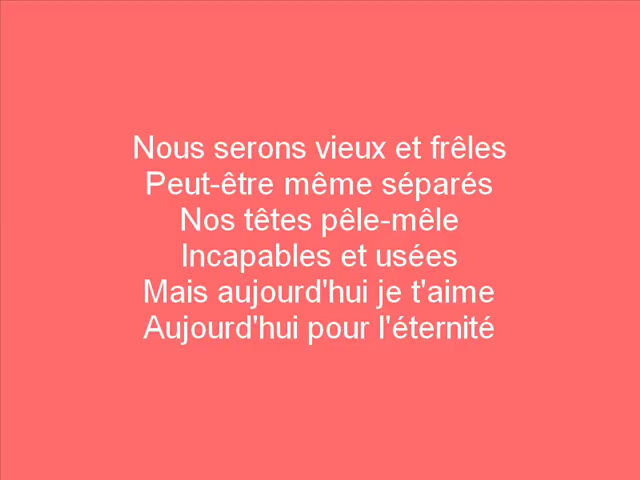 Nous serons vieux et frêles
Peut-être même séparés
Nos têtes pêle-mêle
Incapables et usées
Mais aujourd'hui je t'aime
Aujourd'hui pour l'éternité